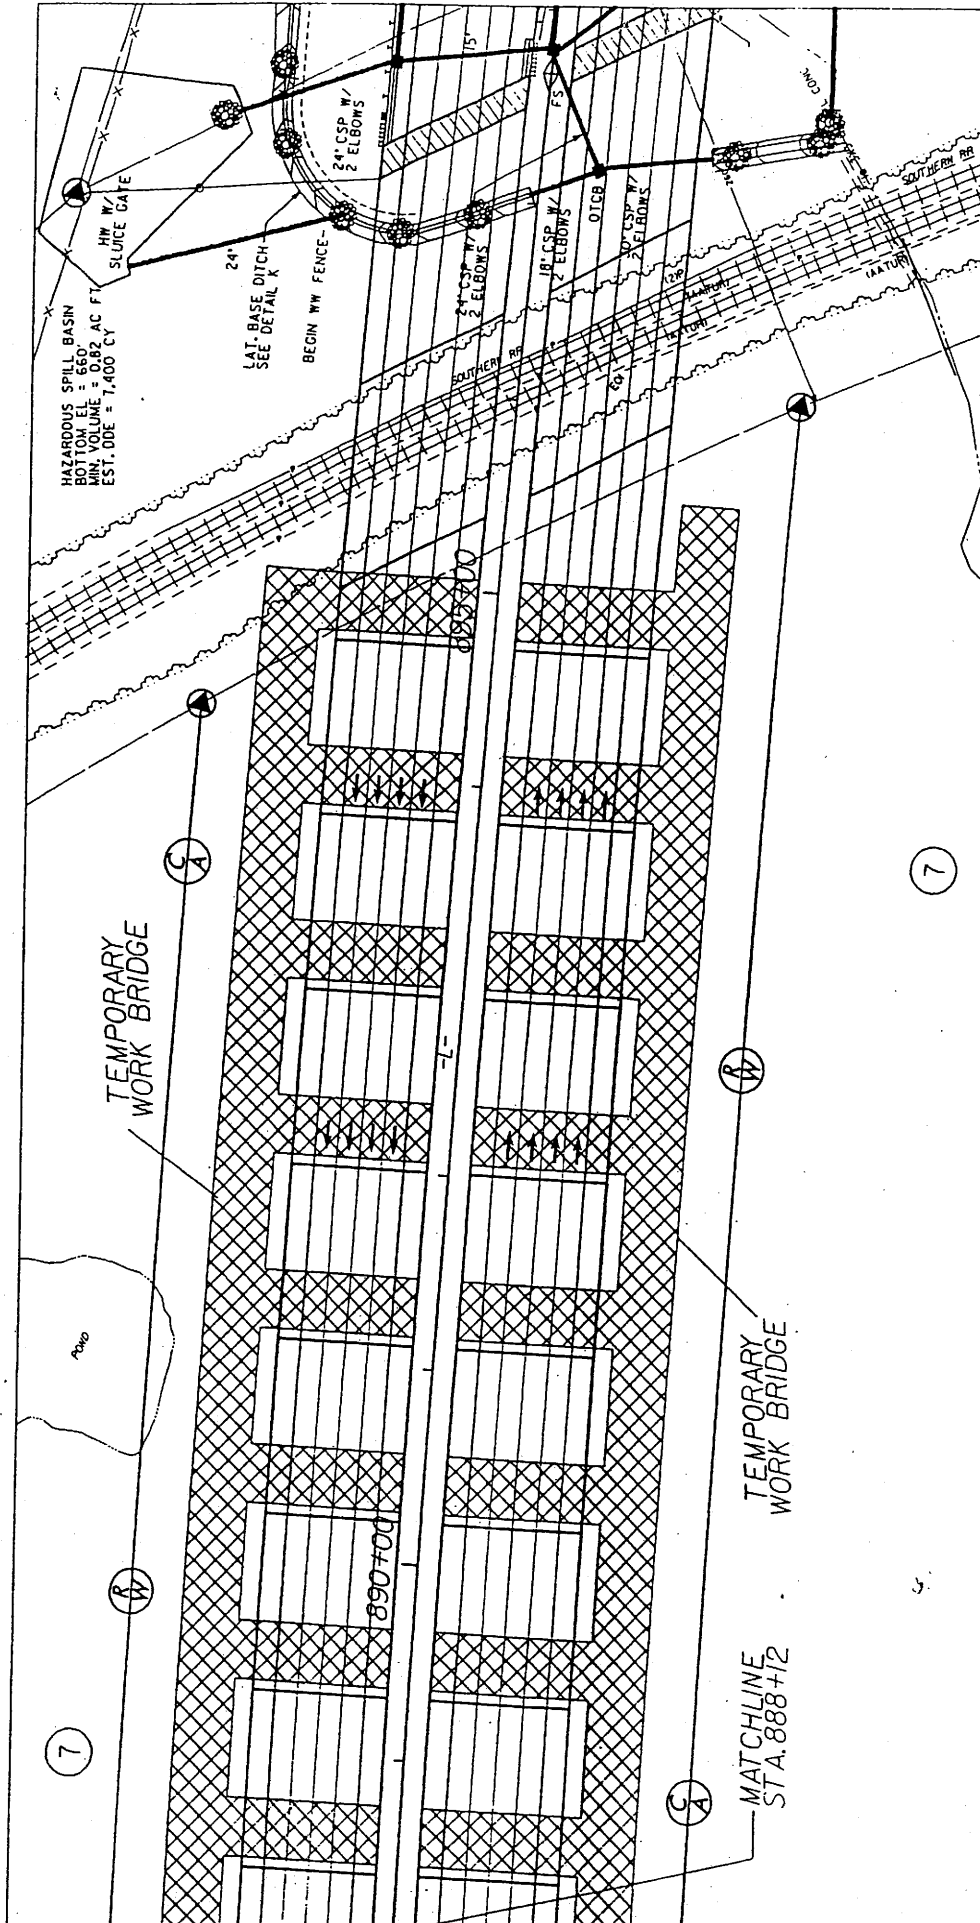 HAZARDOUS SPILL BASIN
BOTTOM EL = 660'
MIN. VOLUME = 0.82 AC FT
EST. DDE = 7,400 CY
HW W/
SLUICE GATE
24"
LAT. BASE DITCH
SEE DETAIL K
BEGIN WW FENCE
24" CSP W/
2 ELBOWS
15"
FS
24" CSP W/
2 ELBOWS
18" CSP W/
2 ELBOWS
OTCB
CSP W/
2 ELBOWS
CONC
SOUTHERN RR
SOUTHERN RR
895+00
C/A
TEMPORARY
WORK BRIDGE
7
-L-
R/W
POND
TEMPORARY
WORK BRIDGE
890+00
R/W
7
MATCHLINE
STA. 888+12
C/A